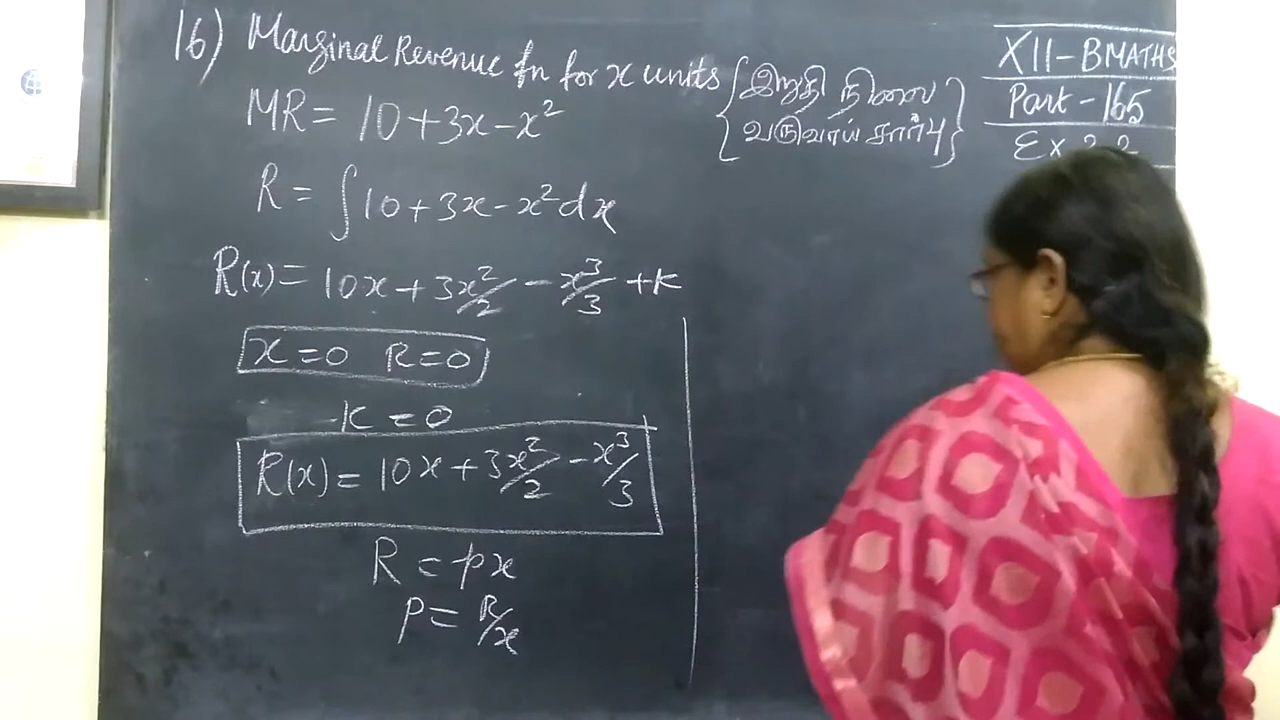 16) Marginal Revenue fn for x units { இறுதி நிலை
வருவாய் சார்பு }
MR = 10 + 3x - x²
R = ∫ 10 + 3x - x² dx
R(x) = 10x + 3x²/2 - x³/3 + k
x = 0 R = 0
k = 0
R(x) = 10x + 3x²/2 - x³/3
R = px
P = R/x
XII - BMATHS
Part - 165
Ex